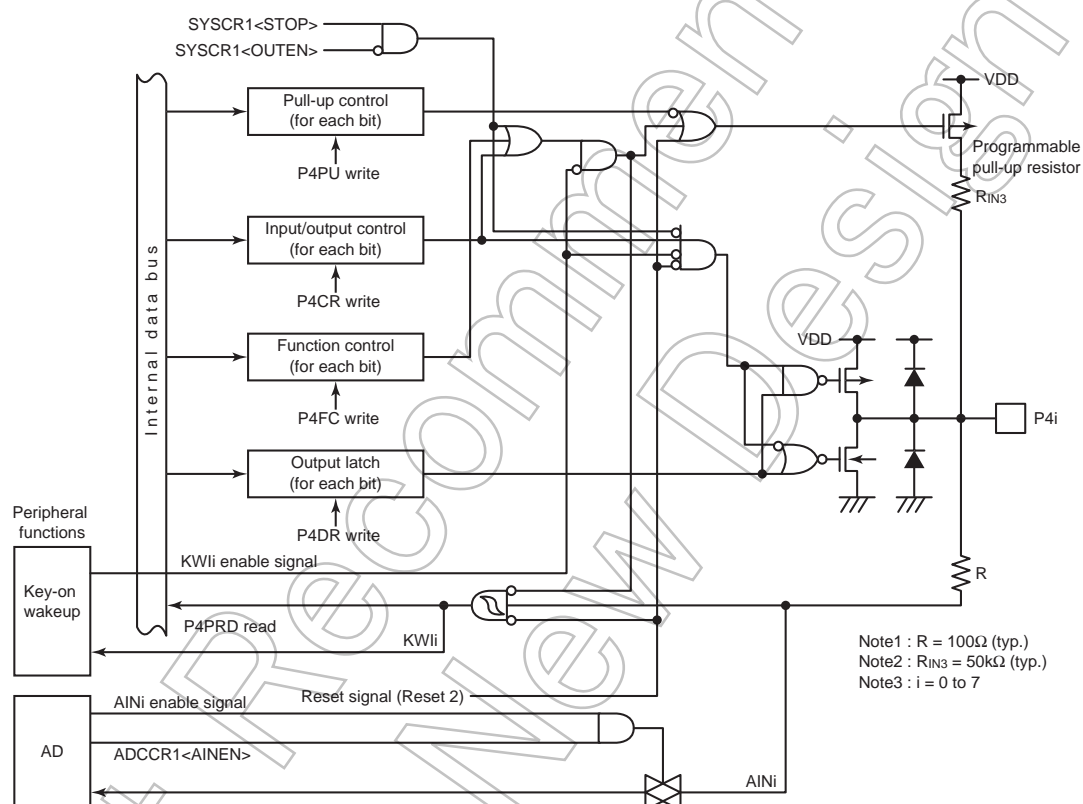 SYSCR1<STOP>
SYSCR1<OUTEN>
VDD
Pull-up control
(for each bit)
P4PU write
Programmable
pull-up resistor
RIN3
Internal data bus
Input/output control
(for each bit)
P4CR write
Function control
(for each bit)
P4FC write
VDD
P4i
Output latch
(for each bit)
P4DR write
Peripheral
functions
Key-on
wakeup
KWIi enable signal
R
P4PRD read
KWIi
Note1 : R = 100Ω (typ.)
Note2 : RIN3 = 50kΩ (typ.)
Note3 : i = 0 to 7
Reset signal (Reset 2)
AINi enable signal
AD
ADCCR1<AINEN>
AINi
Recommen
New Design